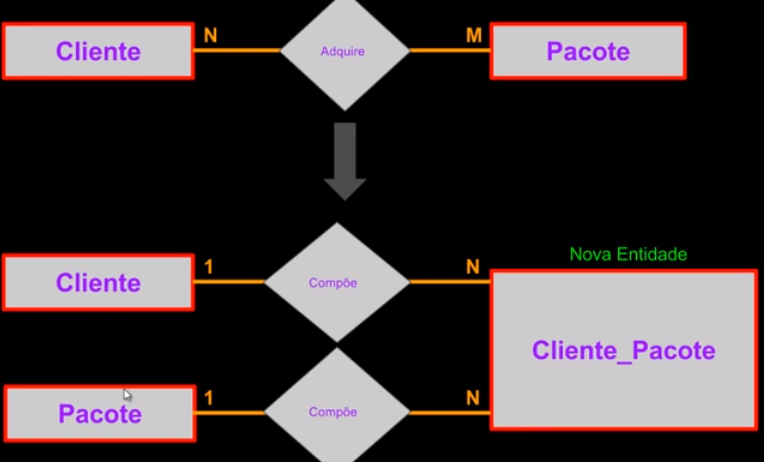 Cliente N Adquire M Pacote
Nova Entidade
Cliente 1 Compõe N
Cliente_Pacote
Pacote 1 Compõe N